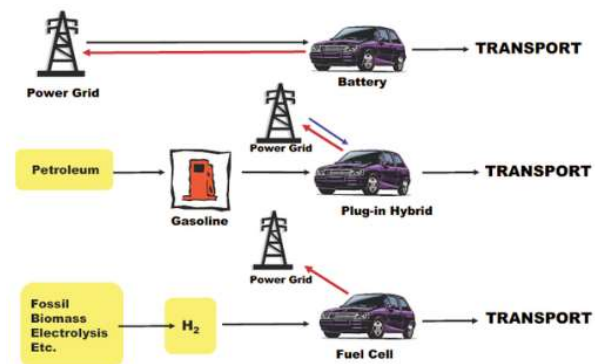 TRANSPORT
Power Grid
Battery
Power Grid
Petroleum
TRANSPORT
Gasoline
Plug-in Hybrid
Power Grid
Fossil
Biomass
Electrolysis
Etc.
H₂
TRANSPORT
Fuel Cell